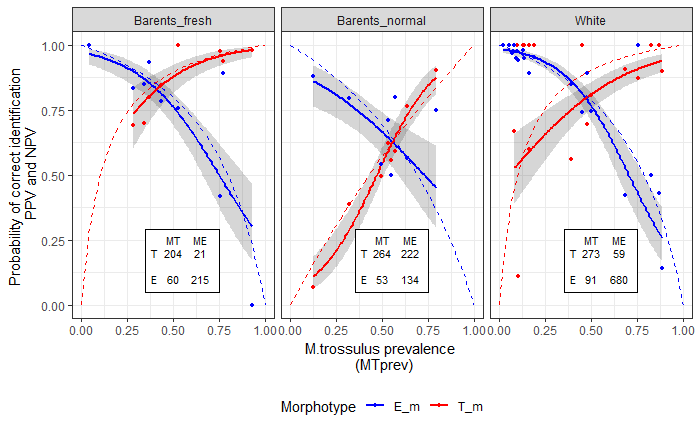 Barents_fresh Barents_normal White
Probability of correct identification
PPV and NPV
1.00
0.75
0.50
0.25
0.00
MT ME
T 204 21
E 60 215
MT ME
T 264 222
E 53 134
MT ME
T 273 59
E 91 680
0.00 0.25 0.50 0.75 1.00 0.00 0.25 0.50 0.75 1.00 0.00 0.25 0.50 0.75 1.00
M.trossulus prevalence
(MTprev)
Morphotype E_m T_m